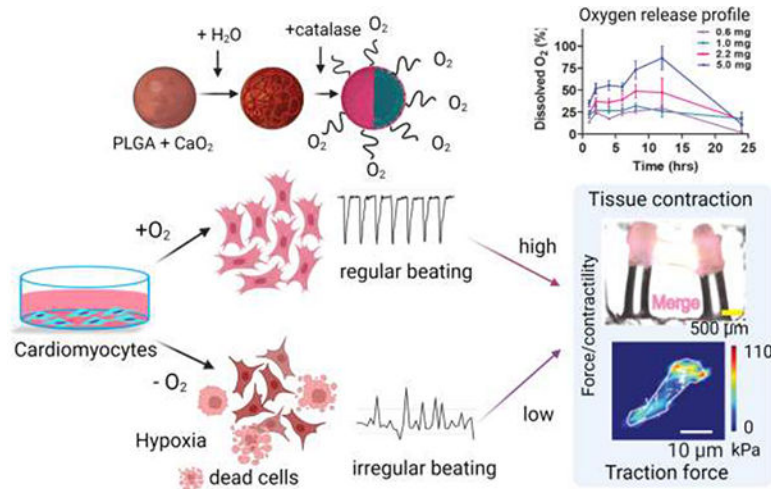 + H₂O
+catalase
O₂
O₂
O₂
O₂
O₂
O₂
O₂
O₂
PLGA + CaO₂
Oxygen release profile
0.6 mg
1.0 mg
2.2 mg
5.0 mg
Dissolved O₂ (%)
100
75
50
25
0
0 5 10 15 20 25
Time (hrs)
+O₂
regular beating
high
Cardiomyocytes
- O₂
Hypoxia
dead cells
irregular beating
low
Tissue contraction
Force/contractility
Merge
500 µm
110
0
kPa
10 µm
Traction force